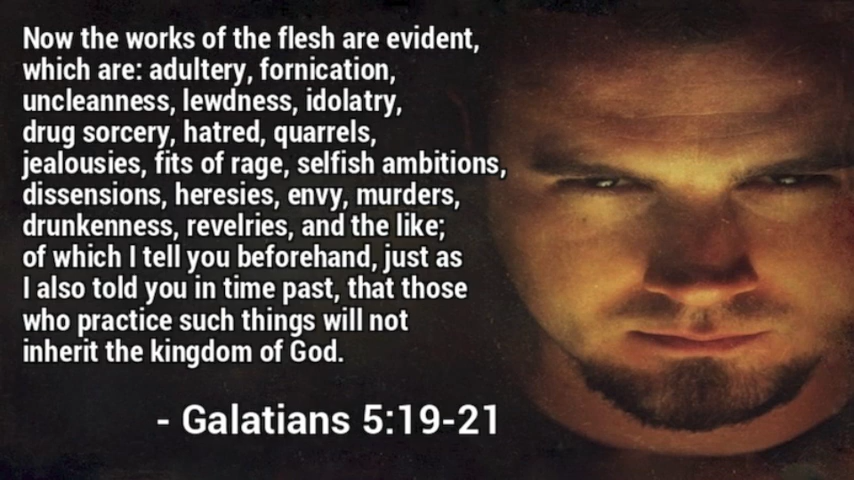 Now the works of the flesh are evident,
which are: adultery, fornication,
uncleanness, lewdness, idolatry,
drug sorcery, hatred, quarrels,
jealousies, fits of rage, selfish ambitions,
dissensions, heresies, envy, murders,
drunkenness, revelries, and the like;
of which I tell you beforehand, just as
I also told you in time past, that those
who practice such things will not
inherit the kingdom of God.
- Galatians 5:19-21